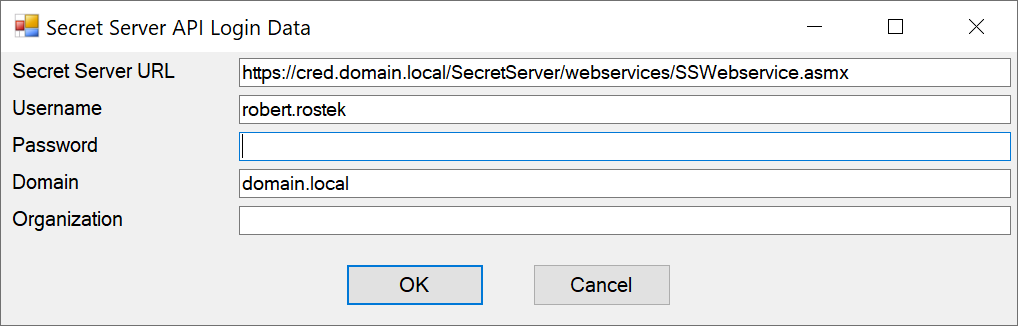 Secret Server API Login Data
Secret Server URL https://cred.domain.local/SecretServer/webservices/SSWebservice.asmx
Username robert.rostek
Password
Domain domain.local
Organization
OK Cancel